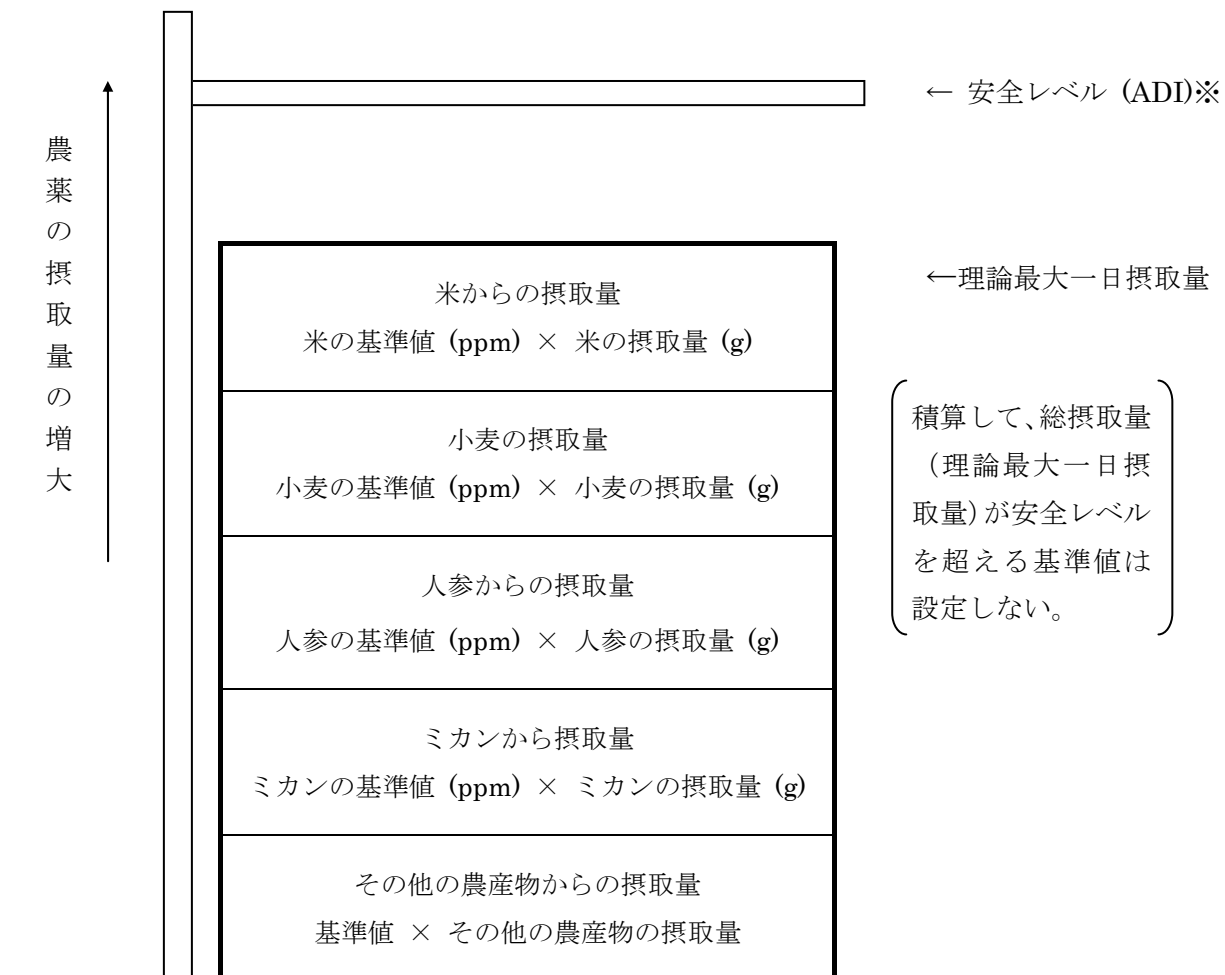 ← 安全レベル (ADI)※
農薬の摂取量の増大
←理論最大一日摂取量
米からの摂取量
米の基準値 (ppm) × 米の摂取量 (g)
小麦の摂取量
小麦の基準値 (ppm) × 小麦の摂取量 (g)
人参からの摂取量
人参の基準値 (ppm) × 人参の摂取量 (g)
ミカンから摂取量
ミカンの基準値 (ppm) × ミカンの摂取量 (g)
その他の農産物からの摂取量
基準値 × その他の農産物の摂取量
積算して、総摂取量
(理論最大一日摂
取量)が安全レベル
を超える基準値は
設定しない。